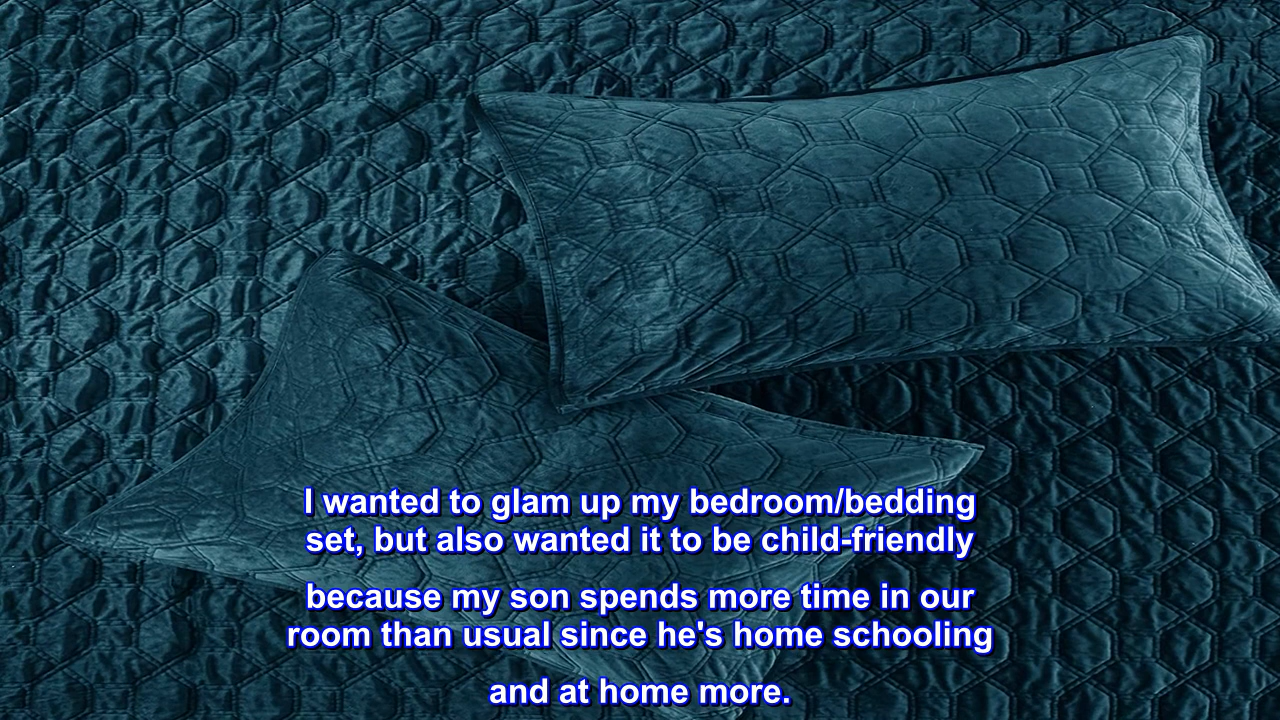 I wanted to glam up my bedroom/bedding
set, but also wanted it to be child-friendly
because my son spends more time in our
room than usual since he's home schooling
and at home more.